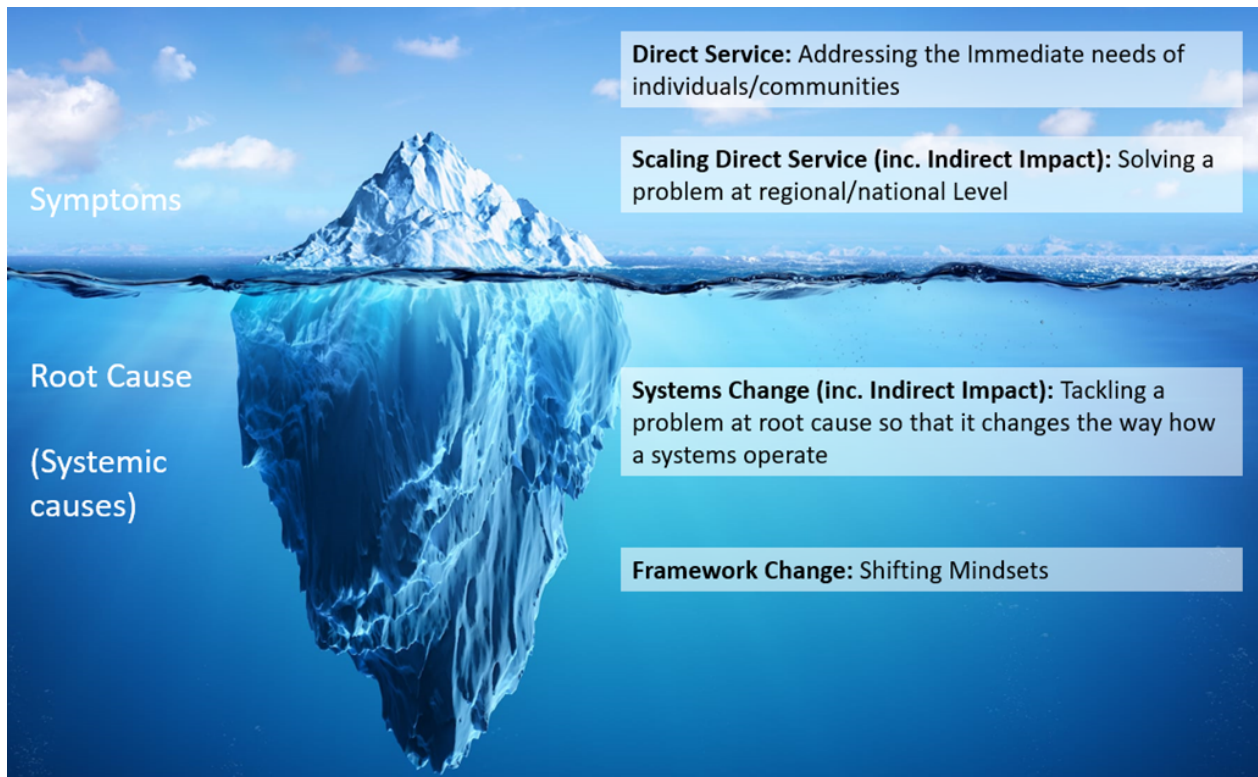 Direct Service: Addressing the Immediate needs of
individuals/communities
Scaling Direct Service (inc. Indirect Impact): Solving a
problem at regional/national Level
Symptoms
Root Cause
(Systemic
causes)
Systems Change (inc. Indirect Impact): Tackling a
problem at root cause so that it changes the way how
a systems operate
Framework Change: Shifting Mindsets